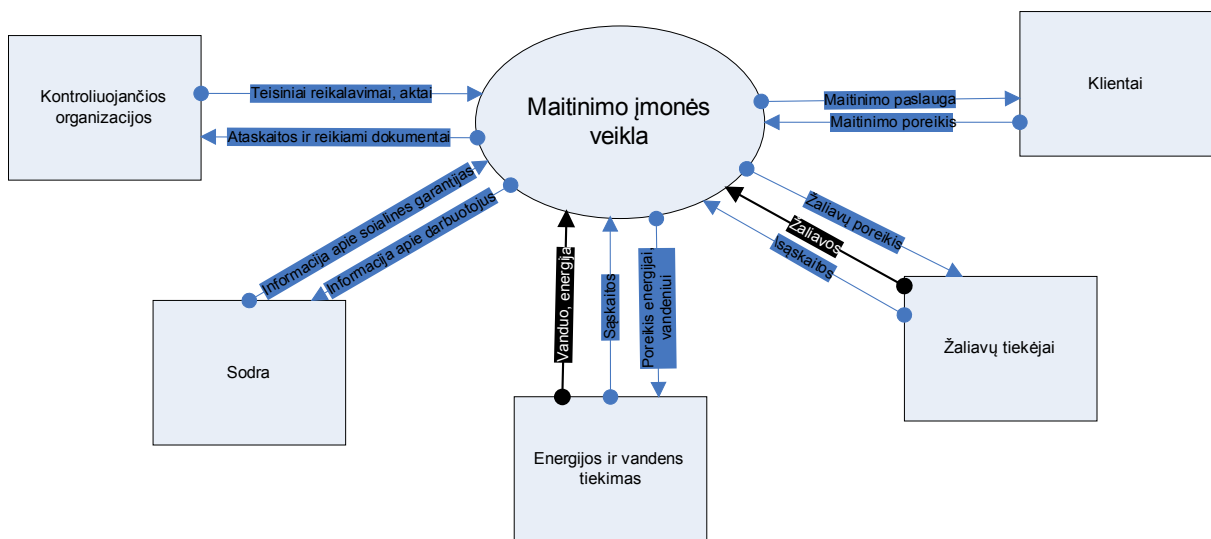 Kontroliuojančios
organizacijos
Teisiniai reikalavimai, aktai
Ataskaitos ir reikiami dokumentai
Maitinimo įmonės
veikla
Maitinimo paslauga
Maitinimo poreikis
Klientai
Informacija apie soialines garantijas
Informacija apie darbuotojus
Sodra
Vanduo, energija
Sąskaitos
Poreikis energijai,
vandeniui
Energijos ir vandens
tiekimas
Žaliavų poreikis
Žaliavos
Isąskaitos
Žaliavų tiekėjai